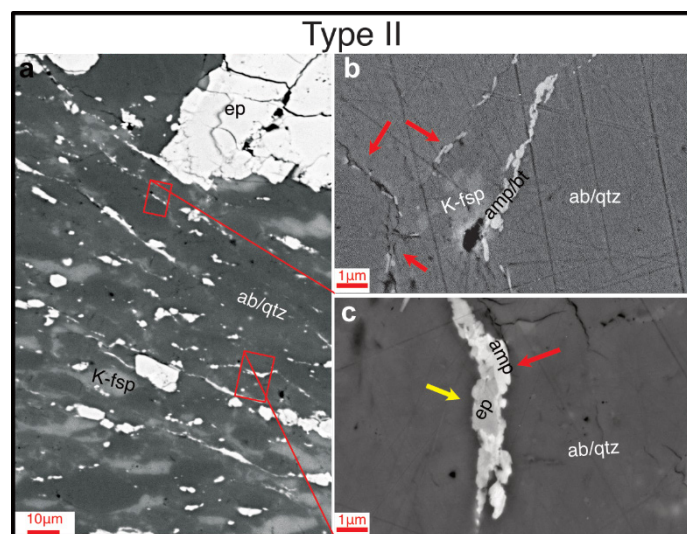 Type II
a
ep
ab/qtz
K-fsp
10µm
b
K-fsp
amp/bt
ab/qtz
1µm
c
amp
ep
ab/qtz
1µm